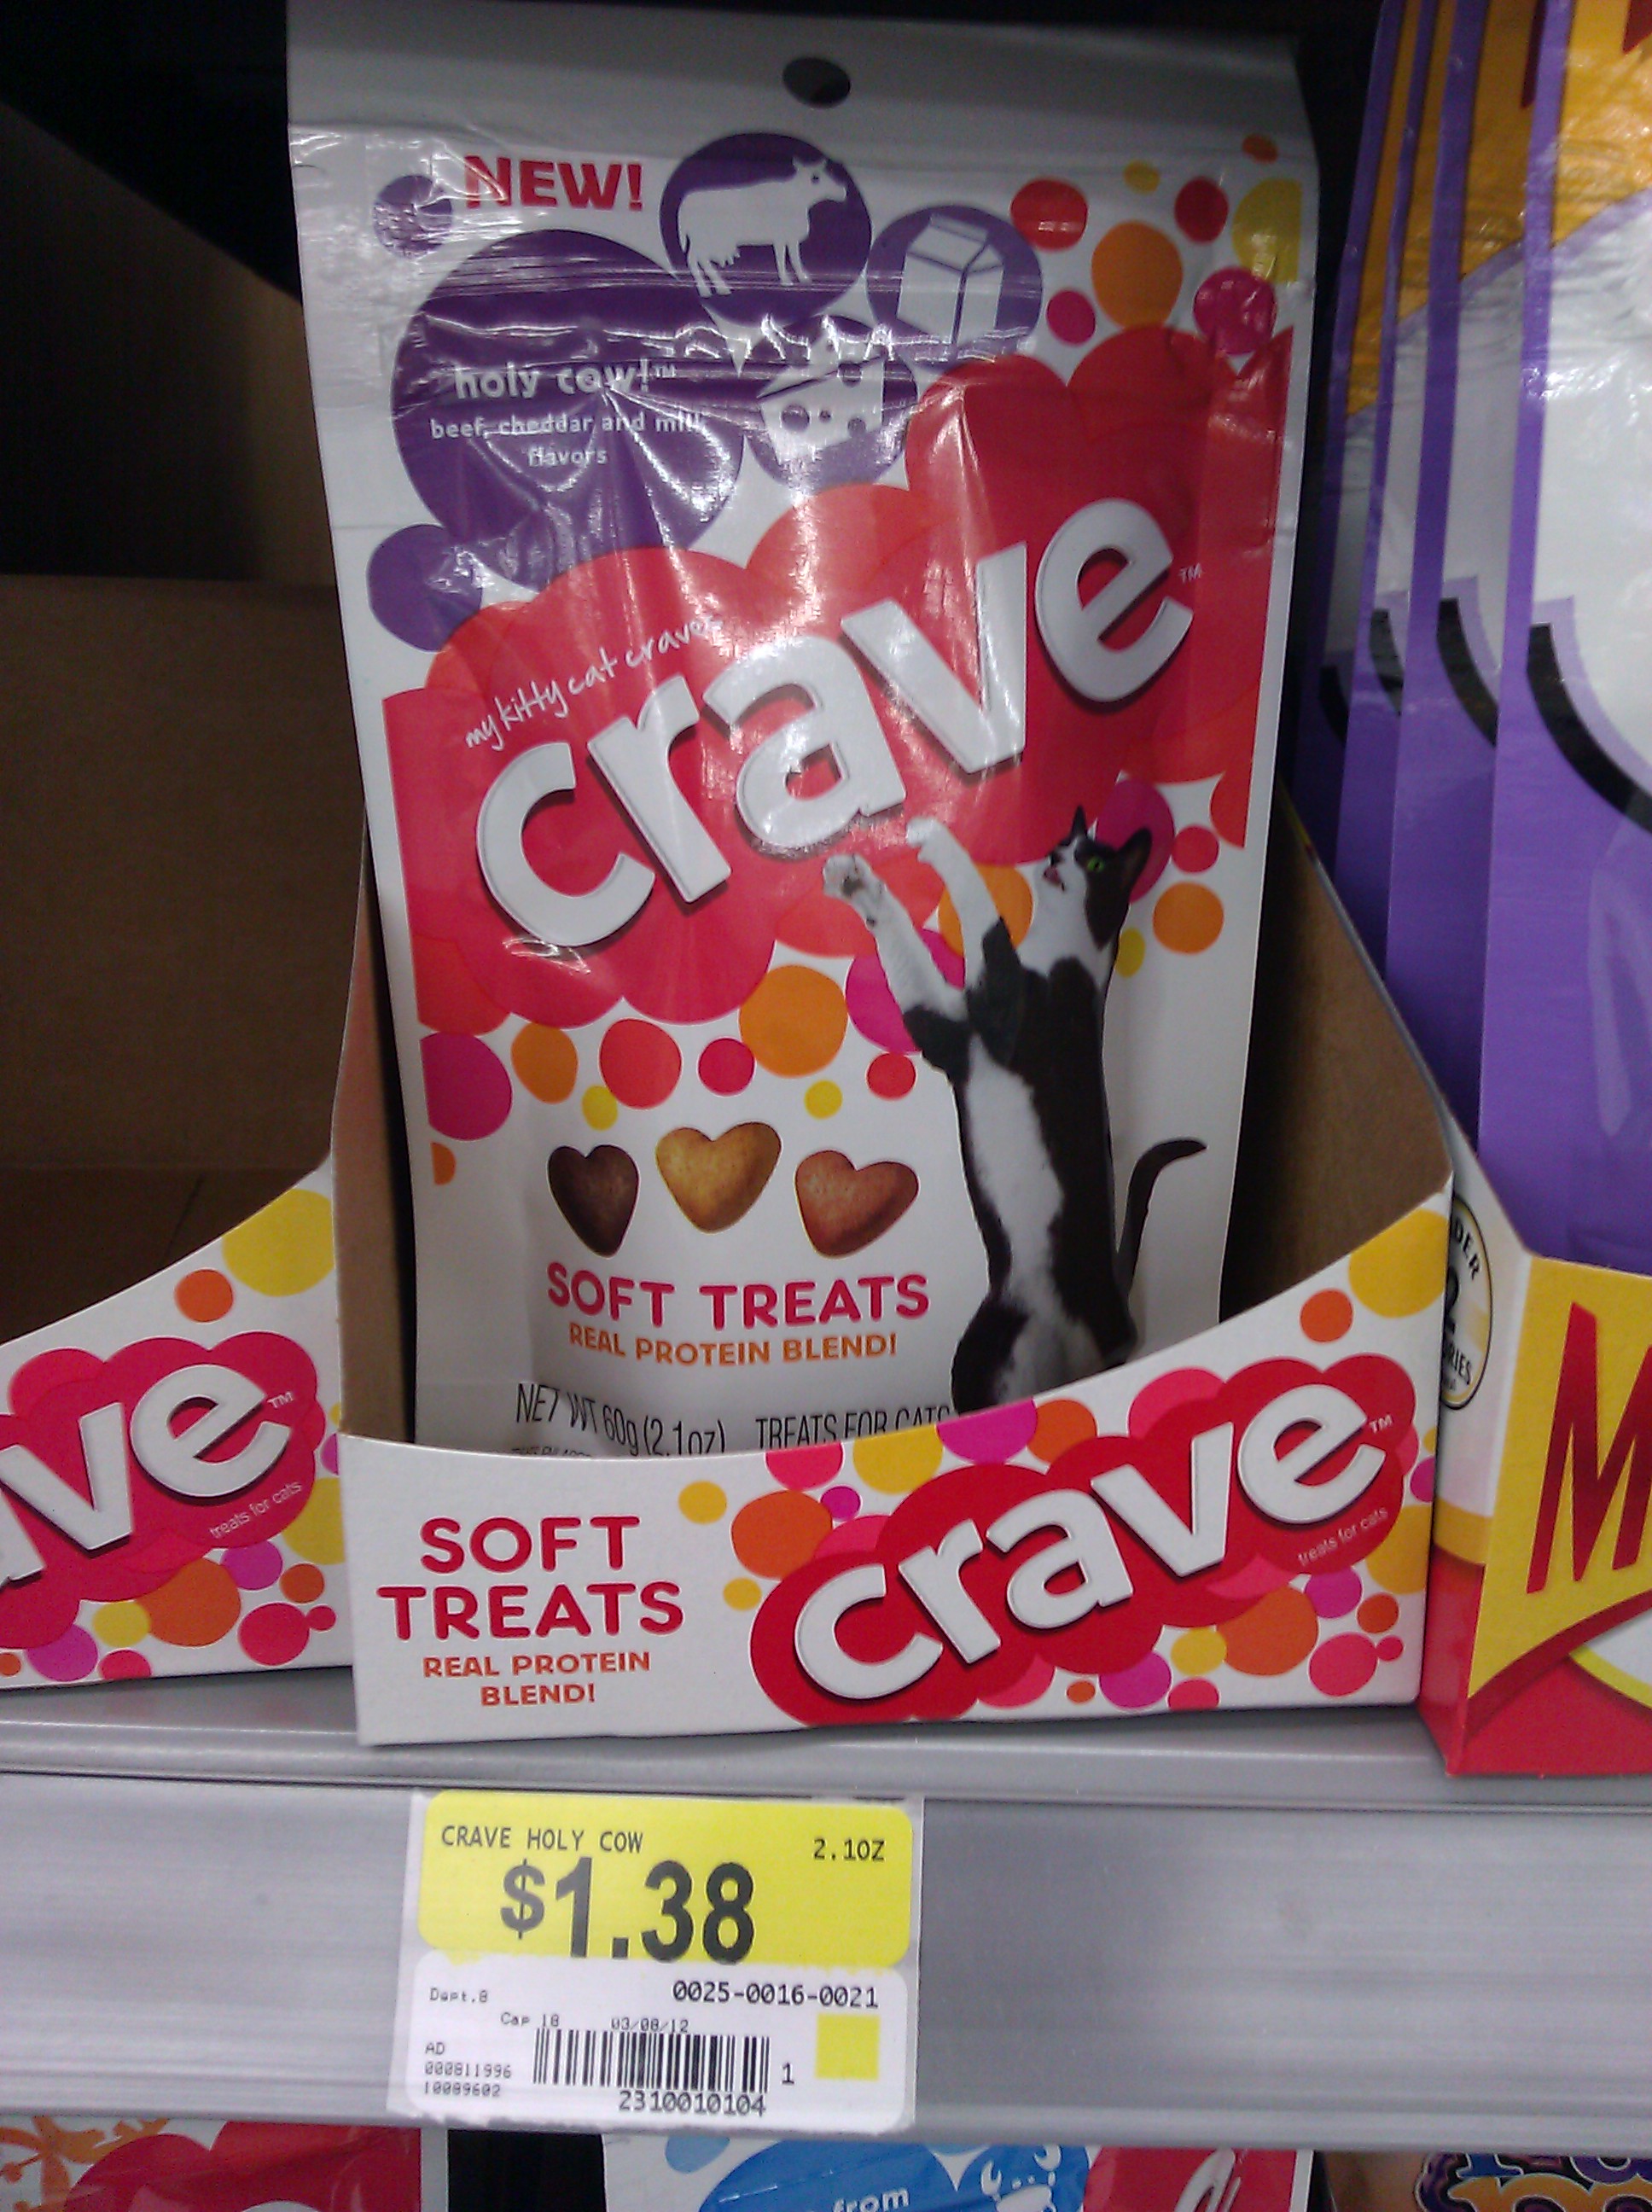 NEW!
holy cow!™
beef, cheddar and milk
flavors
my kitty cat craves
crave™
SOFT TREATS
REAL PROTEIN BLEND!
NET WT 60g (2.1oz) TREATS FOR CATS
ave™
treats for cats
SOFT
TREATS
REAL PROTEIN
BLEND!
crave™
treats for cats
M
CRAVE HOLY COW 2.1OZ
$1.38
Dept.8 0025-0016-0021
Cap 18 03/08/12
AD
000811996
10089602
1
2310010104
from